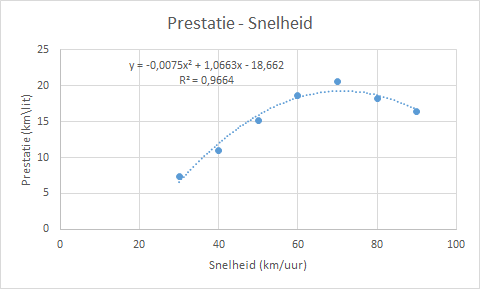 Prestatie - Snelheid
y = -0,0075x² + 1,0663x - 18,662
R² = 0,9664
25
20
15
10
5
0
Prestatie (km\lit)
0 20 40 60 80 100
Snelheid (km/uur)